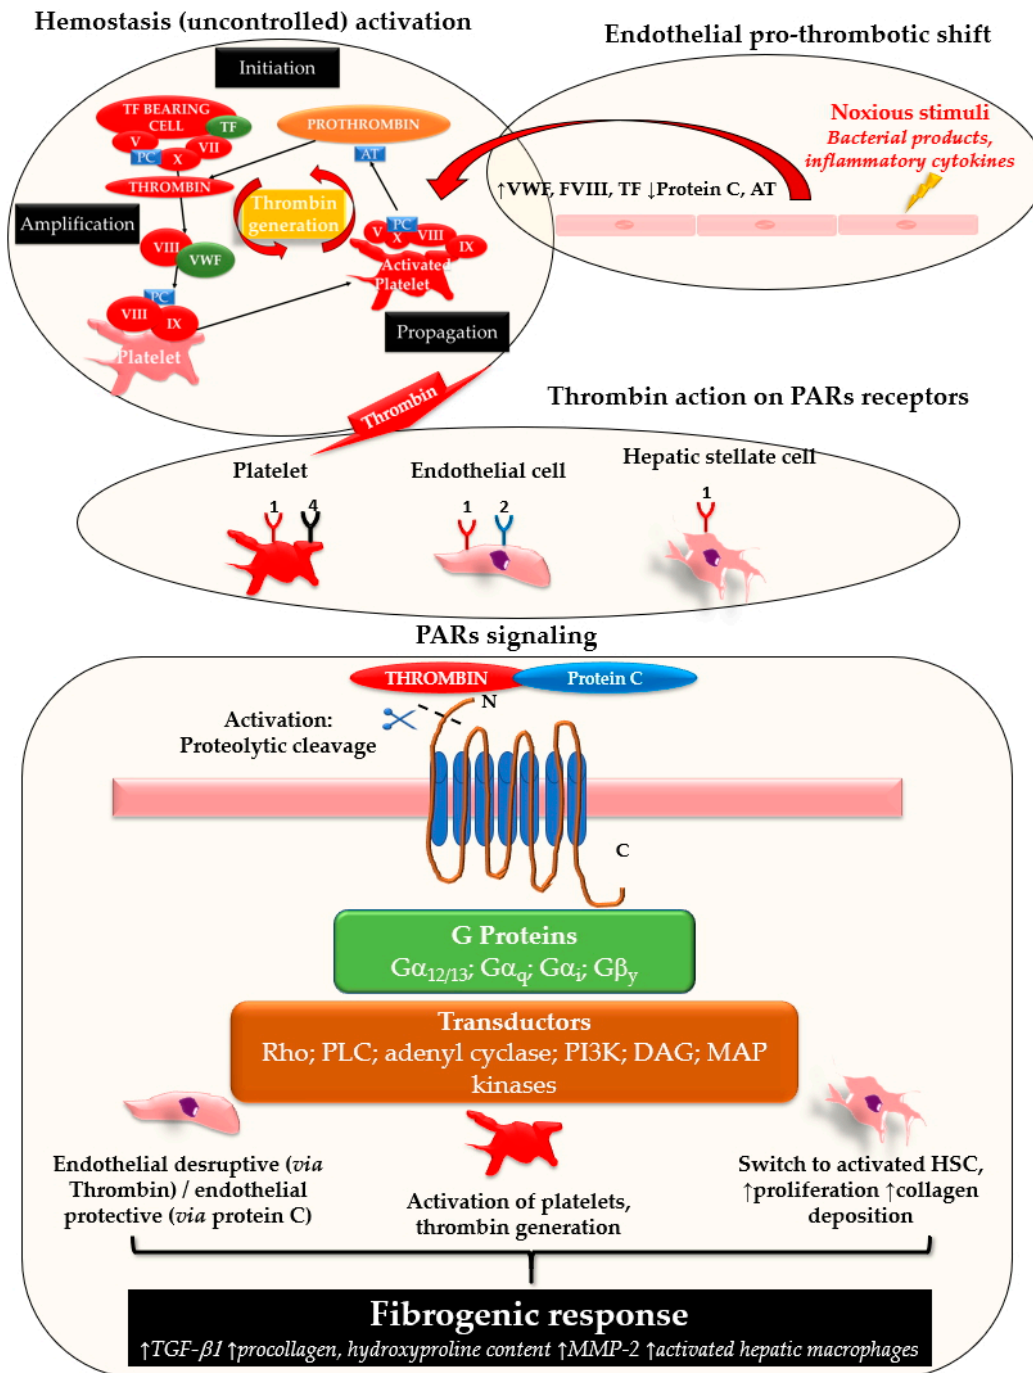 Hemostasis (uncontrolled) activation
Initiation
TF BEARING
CELL
TF
V
VII
PC
X
THROMBIN
PROTHROMBIN
AT
Thrombin
generation
Amplification
VIII
VWF
PC
VIII
IX
Platelet
PC
V
X
VIII
IX
Activated
Platelet
Propagation
Endothelial pro-thrombotic shift
Noxious stimuli
Bacterial products,
inflammatory cytokines
↑VWF, FVIII, TF ↓Protein C, AT
Thrombin
Thrombin action on PARs receptors
Platelet
Endothelial cell
Hepatic stellate cell
1
4
1
2
1
PARs signaling
THROMBIN
Protein C
N
Activation:
Proteolytic cleavage
C
G Proteins
Gα12/13; Gαq; Gαi; Gβy
Transductors
Rho; PLC; adenyl cyclase; PI3K; DAG; MAP
kinases
Endothelial desruptive (via
Thrombin) / endothelial
protective (via protein C)
Activation of platelets,
thrombin generation
Switch to activated HSC,
↑proliferation ↑collagen
deposition
Fibrogenic response
↑TGF-β1 ↑procollagen, hydroxyproline content ↑MMP-2 ↑activated hepatic macrophages